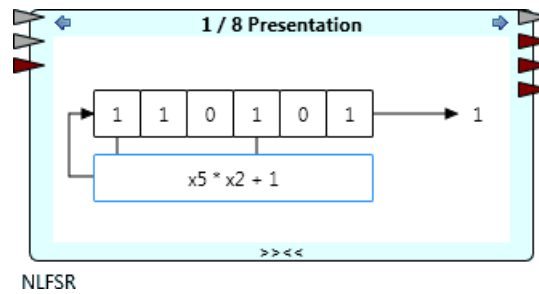 1 / 8 Presentation
1 1 0 1 0 1 1
x5 * x2 + 1
>><<
NLFSR